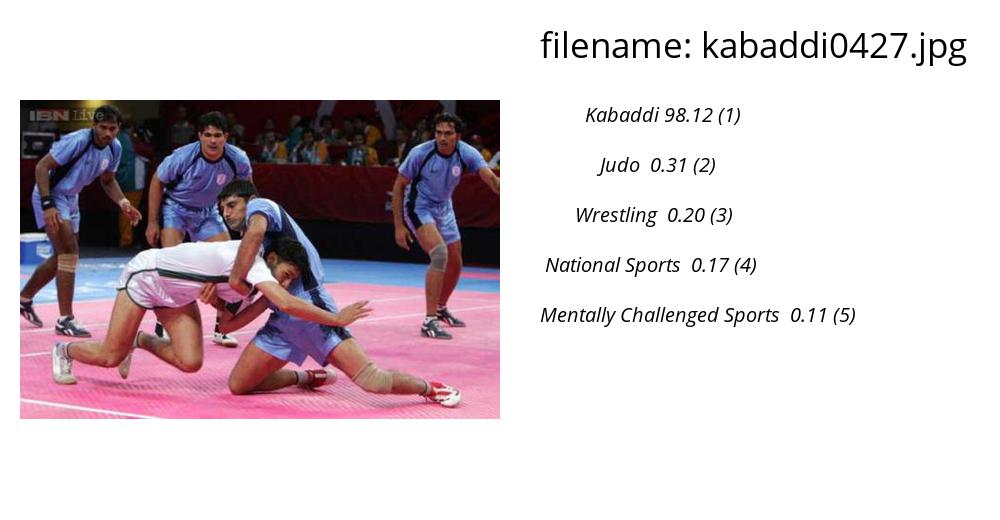 filename: kabaddi0427.jpg
IBN Live
Kabaddi 98.12 (1)
Judo 0.31 (2)
Wrestling 0.20 (3)
National Sports 0.17 (4)
Mentally Challenged Sports 0.11 (5)